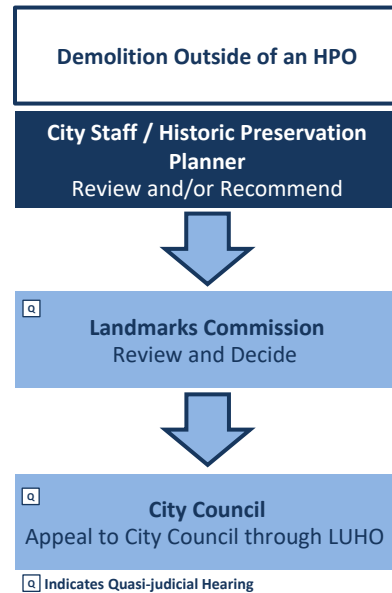 Demolition Outside of an HPO
City Staff / Historic Preservation
Planner
Review and/or Recommend
Q
Landmarks Commission
Review and Decide
Q
City Council
Appeal to City Council through LUHO
Q Indicates Quasi-judicial Hearing